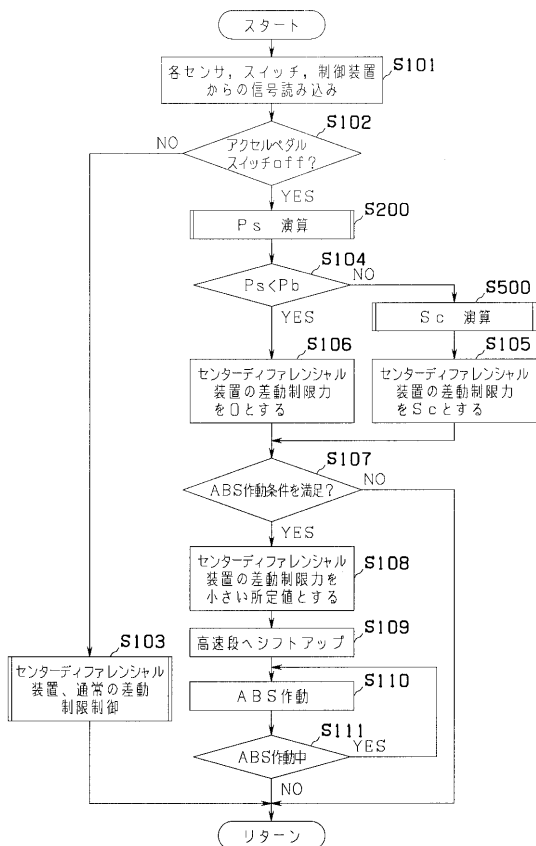 スタート
S101
各センサ,スイッチ,制御装置
からの信号読み込み
S102
アクセルペダル
スイッチoff?
NO
YES
S200
Ps 演算
S104
Ps<Pb
NO
YES
S500
Sc 演算
S106
センターディファレンシャル
装置の差動制限力
を0とする
S105
センターディファレンシャル
装置の差動制限力
をScとする
S107
ABS作動条件を満足?
NO
YES
S108
センターディファレンシャル
装置の差動制限力を
小さい所定値とする
S109
高速段へシフトアップ
S103
センターディファレンシャル
装置、通常の差動
制限制御
S110
ABS作動
S111
ABS作動中
YES
NO
リターン